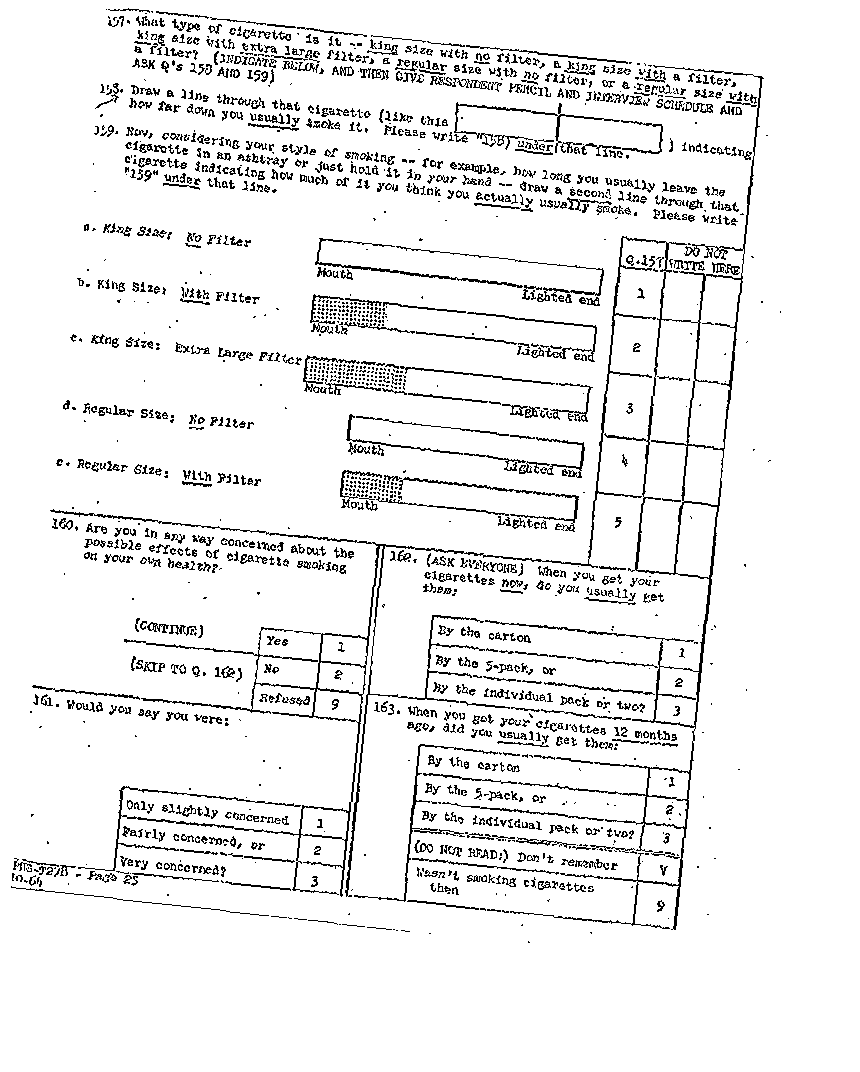 157. What type of cigarette is it -- king size with no filter, a king size with a filter,
king size with extra large filter, a regular size with no filter, or a regular size with
a filter? (INDICATE BELOW, AND THEN GIVE RESPONDENT PENCIL AND INTERVIEW SCHEDULE AND
ASK Q's 158 AND 159)
158. Draw a line through that cigarette (like this ) indicating
how far down you usually smoke it. Please write "158" under that line.
159. Now, considering your style of smoking -- for example, how long you usually leave the
cigarette in an ashtray or just hold it in your hand -- draw a second line through that
cigarette indicating how much of it you think you actually usually smoke. Please write
"159" under that line.
Q.157 DO NOT WRITE HERE
a. King Size: No Filter
Mouth Lighted end 1
b. King Size: With Filter
Mouth Lighted end 2
c. King Size: Extra Large Filter
Mouth Lighted end 3
d. Regular Size: No Filter
Mouth Lighted end 4
e. Regular Size: With Filter
Mouth Lighted end 5
160. Are you in any way concerned about the
possible effects of cigarette smoking
on your own health?
(CONTINUE) Yes 1
(SKIP TO Q. 162) No 2
Refused 9
161. Would you say you were:
Only slightly concerned 1
Fairly concerned, or 2
Very concerned? 3
162. (ASK EVERYONE) When you get your
cigarettes now, do you usually get
them:
By the carton 1
By the 5-pack, or 2
By the individual pack or two? 3
163. When you got your cigarettes 12 months
ago, did you usually get them:
By the carton 1
By the 5-pack, or 2
By the individual pack or two? 3
(DO NOT READ:) Don't remember V
Wasn't smoking cigarettes
then 9
- Page 25
10-64